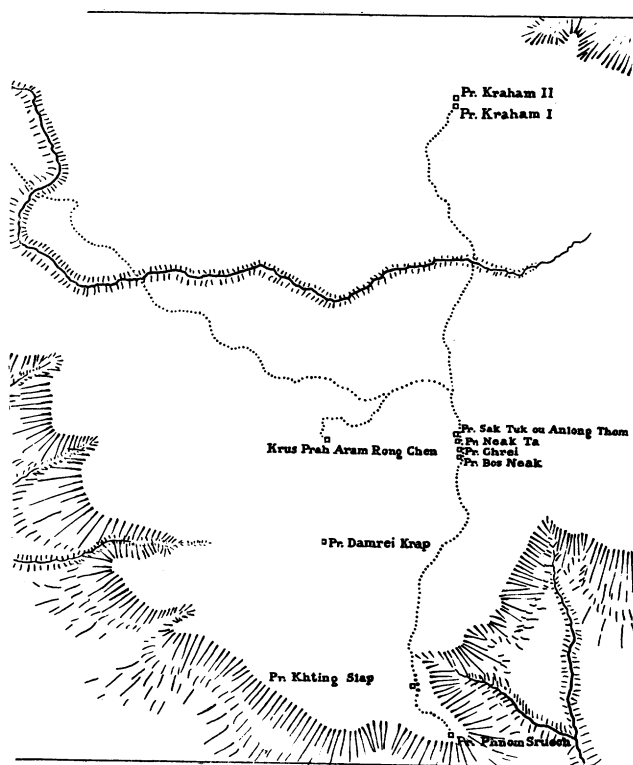 Pr. Kraham II
Pr. Kraham I
Pr. Sak Tuk ou Anlong Thom
Pr. Neak Ta
Pr. Chrei
Pr. Bos Neak
Krus Prah Aram Rong Chen
Pr. Damrei Krap
Pr. Khting Slap
Pr. Phnom Sruoch